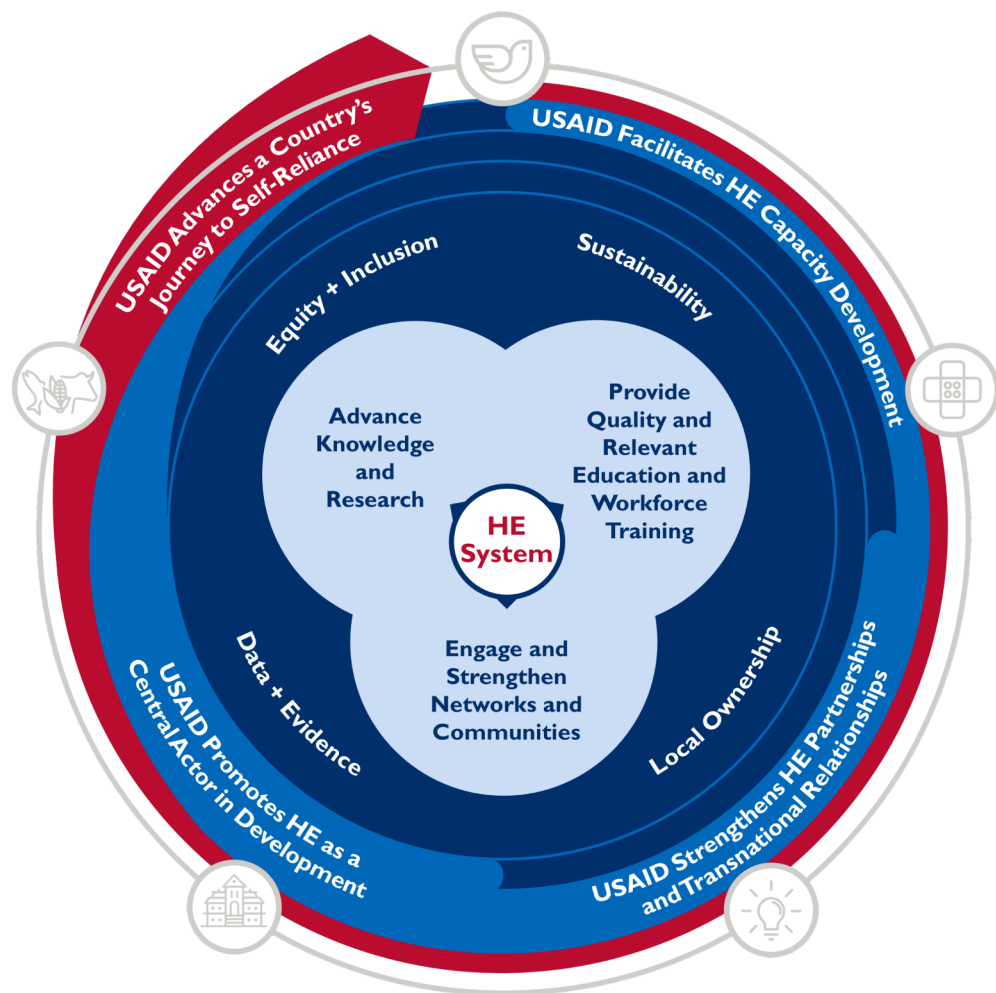 USAID Advances a Country's
Journey to Self-Reliance
USAID Facilitates HE Capacity Development
Equity + Inclusion
Sustainability
Advance
Knowledge
and
Research
Provide
Quality and
Relevant
Education and
Workforce
Training
HE
System
Engage and
Strengthen
Networks and
Communities
Data + Evidence
Local Ownership
USAID Promotes HE as a
Central Actor in Development
USAID Strengthens HE Partnerships
and Transnational Relationships